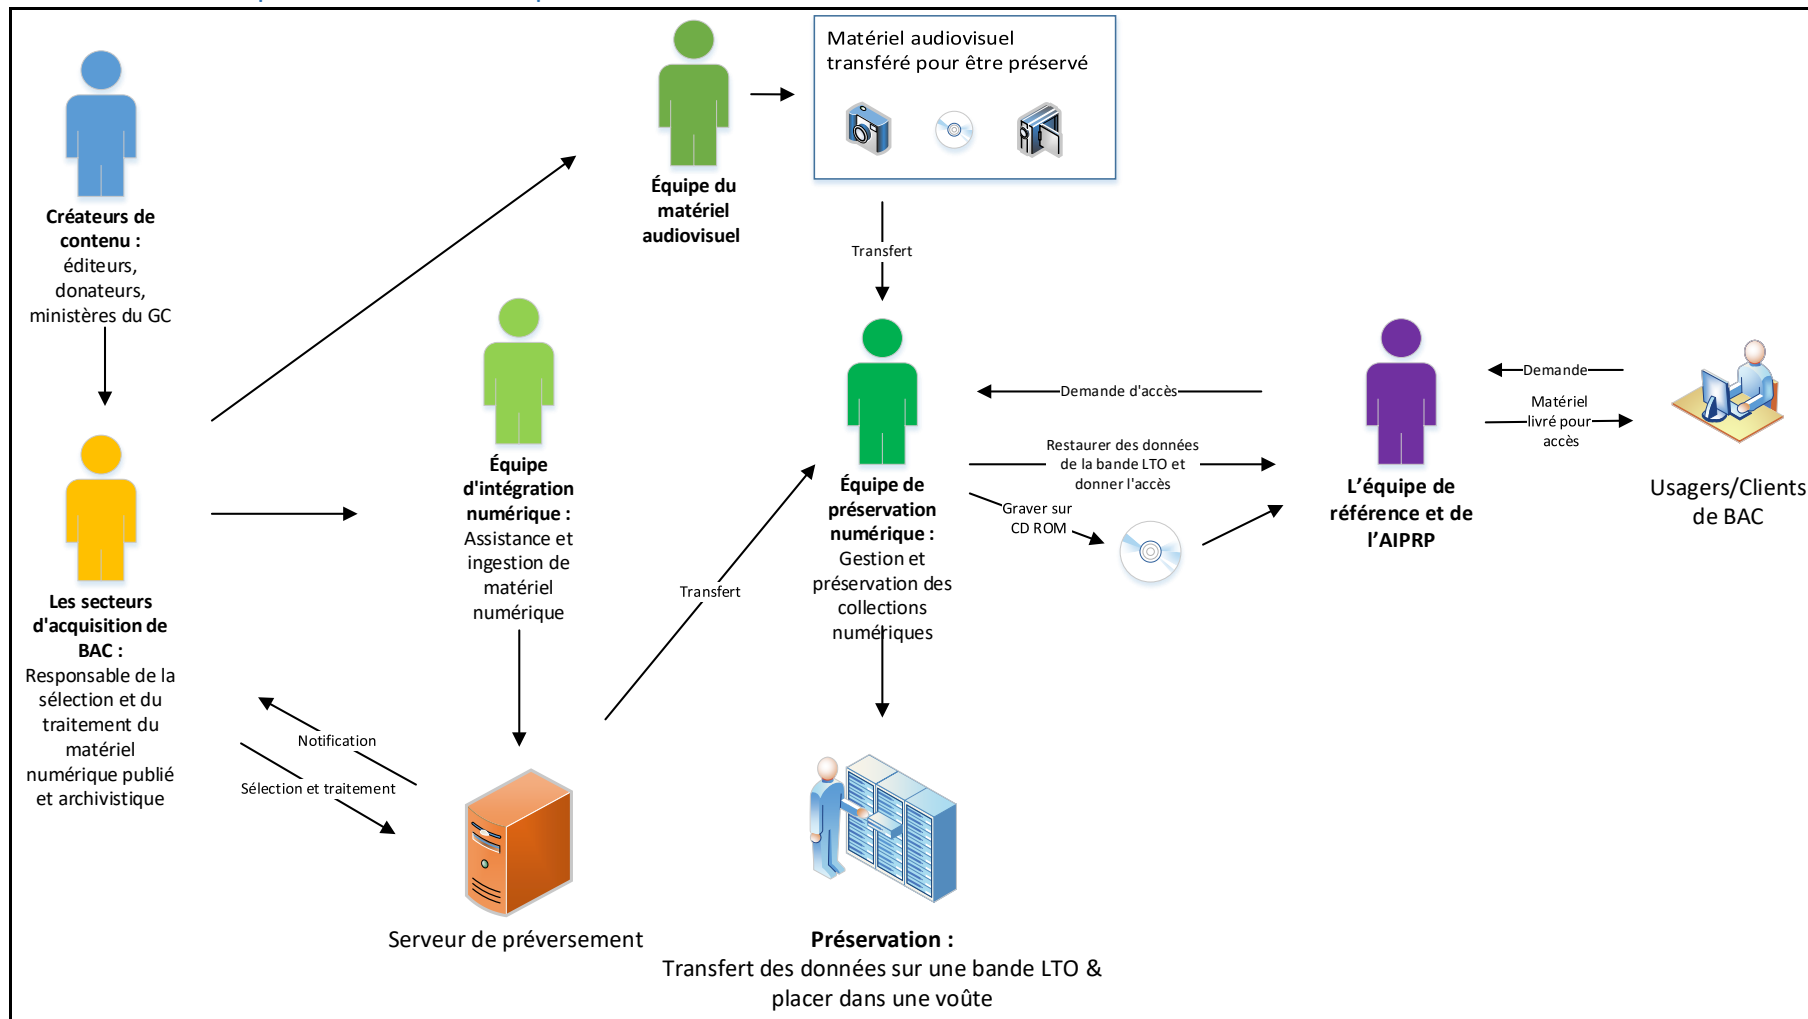 Matériel audiovisuel
transféré pour être préservé
Équipe du
matériel
audiovisuel
Créateurs de
contenu :
éditeurs,
donateurs,
ministères du GC
Transfert
Équipe
d'intégration
numérique :
Assistance et
ingestion de
matériel
numérique
Les secteurs
d'acquisition de
BAC :
Responsable de la
sélection et du
traitement du
matériel
numérique publié
et archivistique
Notification
Sélection et traitement
Serveur de préversement
Transfert
Équipe de
préservation
numérique :
Gestion et
préservation des
collections
numériques
Demande d'accès
Restaurer des données
de la bande LTO et
donner l'accès
Graver sur
CD ROM
L’équipe de
référence et de
l’AIPRP
Demande
Matériel
livré pour
accès
Usagers/Clients
de BAC
Préservation :
Transfert des données sur une bande LTO &
placer dans une voûte